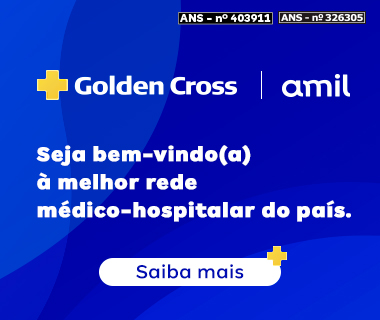 ANS - nº 403911 ANS - nº 326305
Golden Cross amil
Seja bem-vindo(a)
à melhor rede
médico-hospitalar do país.
Saiba mais